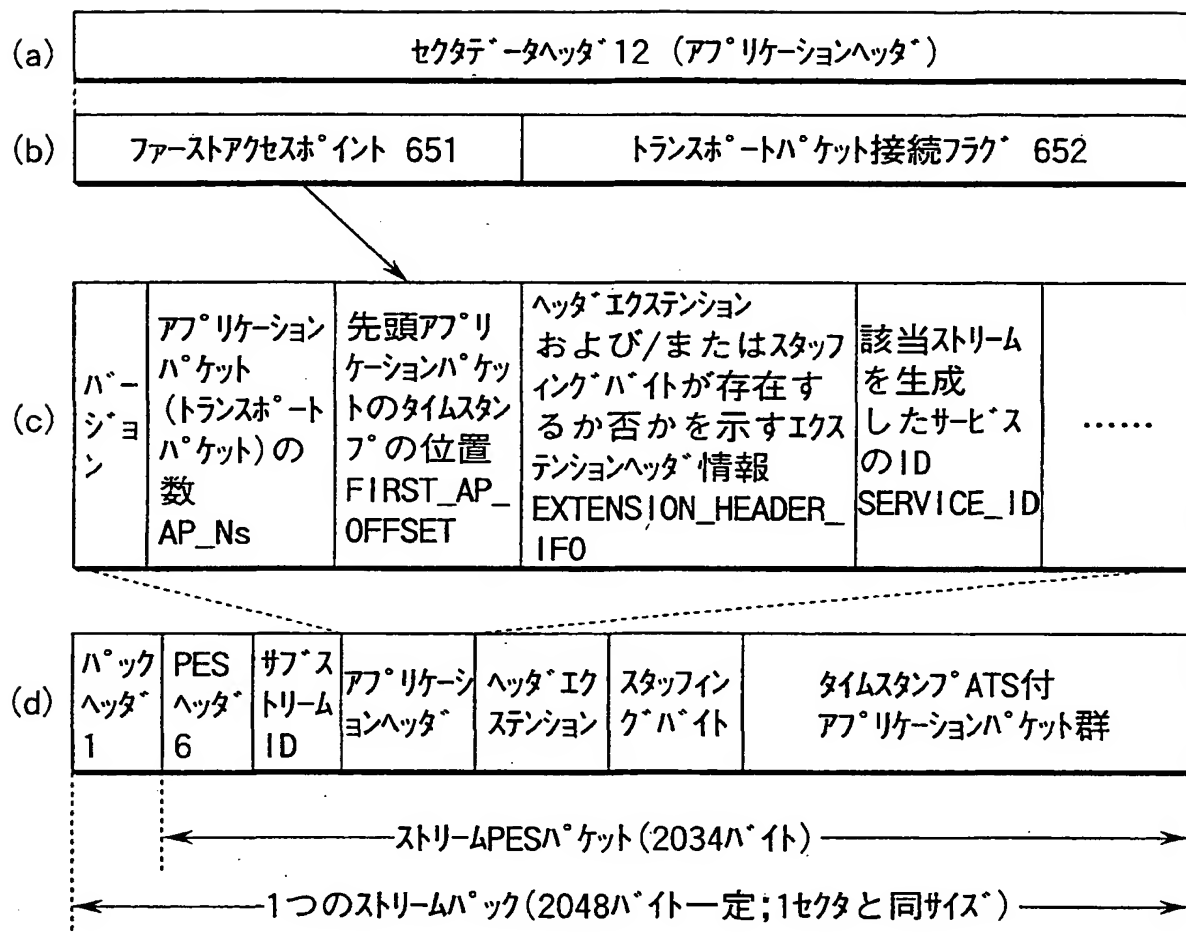 (a)
セクタデータヘッダ12 (アプリケーションヘッダ)
(b)
ファーストアクセスポイント 651
トランスポートパケット接続フラグ 652
(c)
バー
ジョ
ン
アプリケーション
パケット
(トランスポート
パケット)の
数
AP_Ns
先頭アプリ
ケーションパケッ
トのタイムスタン
プの位置
FIRST_AP_
OFFSET
ヘッダエクステンション
および/またはスタッフ
ィングバイトが存在す
るか否かを示すエクス
テンションヘッダ情報
EXTENSION_HEADER_
IFO
該当ストリーム
を生成
したサービス
のID
SERVICE_ID
……
(d)
パック
ヘッダ
1
PES
ヘッダ
6
サブス
トリーム
ID
アプリケーシ
ョンヘッダ
ヘッダエク
ステンション
スタッフィン
グバイト
タイムスタンプATS付
アプリケーションパケット群
ストリームPESパケット(2034バイト)
1つのストリームパック(2048バイト一定;1セクタと同サイズ)